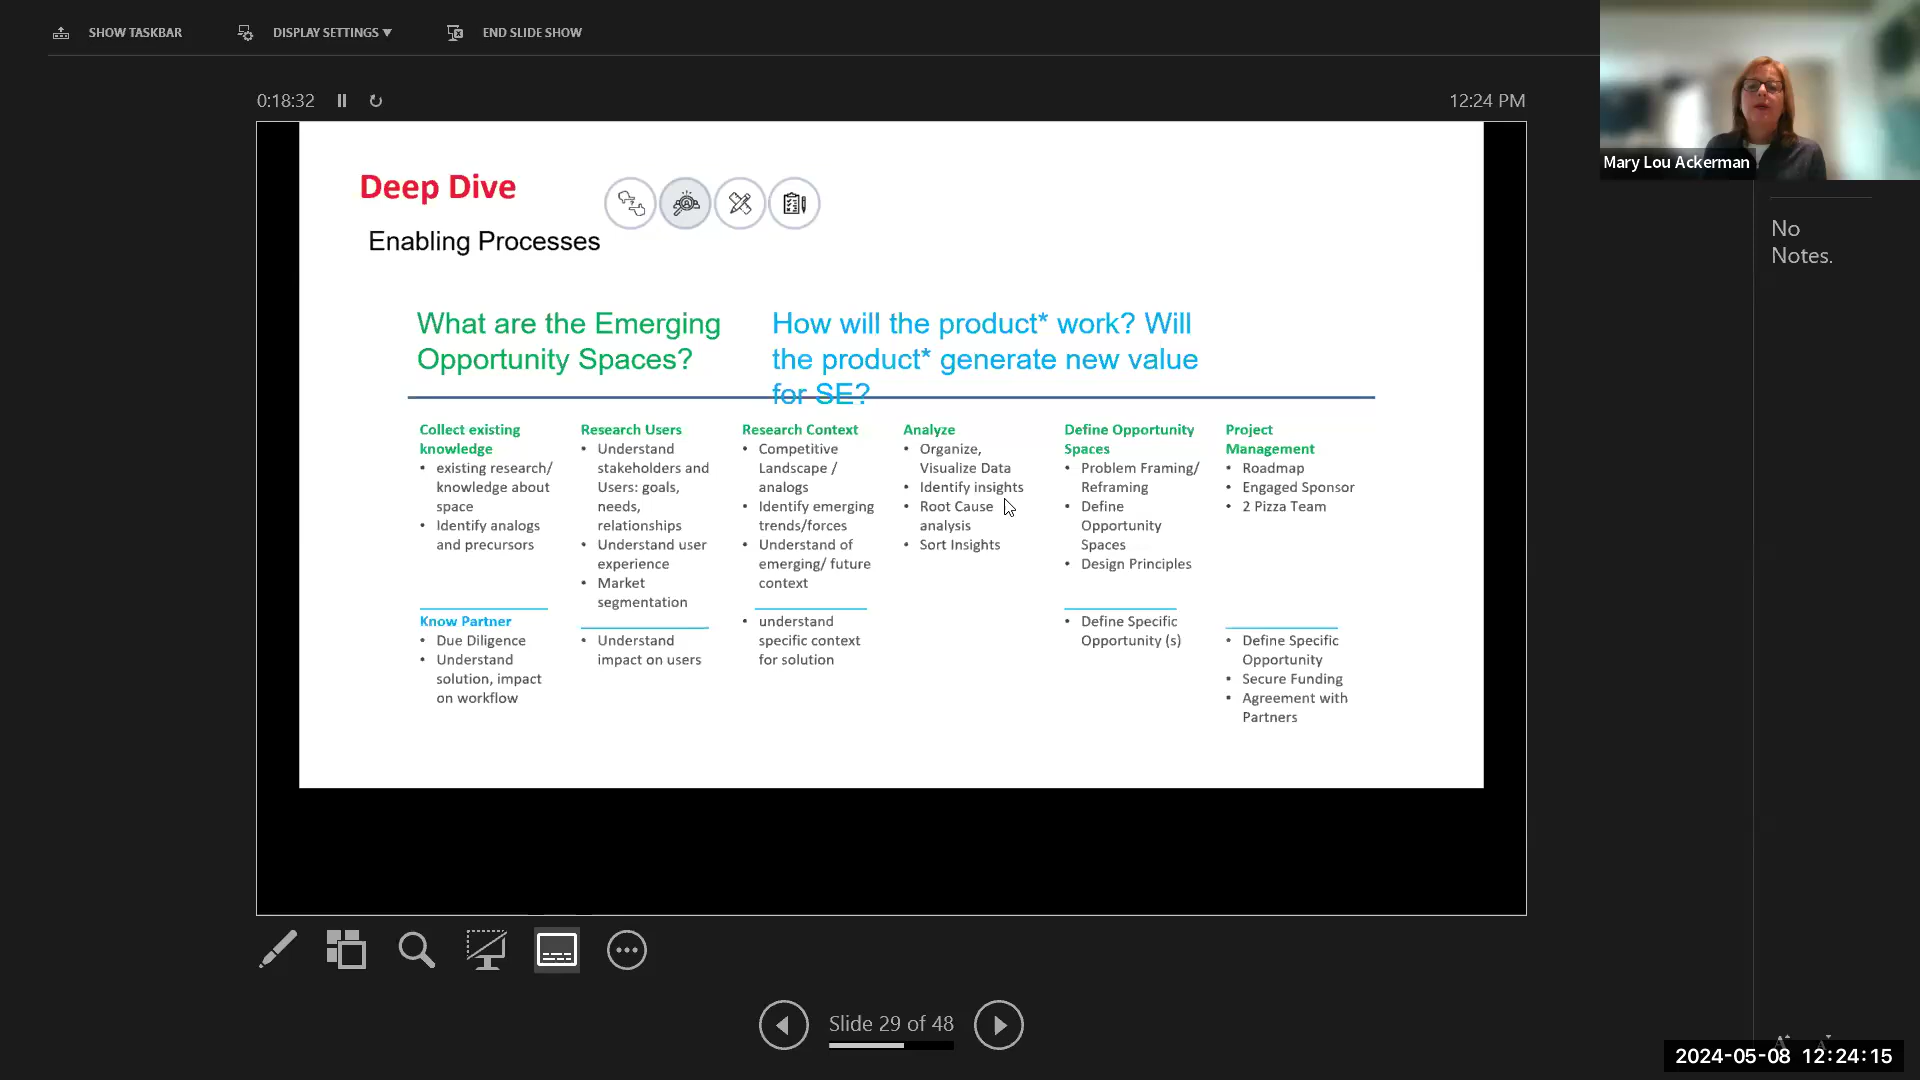 SHOW TASKBAR
DISPLAY SETTINGS
END SLIDE SHOW
0:18:32
12:24 PM
Mary Lou Ackerman
No
Notes.
Deep Dive
Enabling Processes
What are the Emerging
Opportunity Spaces?
How will the product* work? Will
the product* generate new value
for SE?
Collect existing
knowledge
• existing research/
knowledge about
space
• Identify analogs
and precursors
Know Partner
• Due Diligence
• Understand
solution, impact
on workflow
Research Users
• Understand
stakeholders and
Users: goals,
needs,
relationships
• Understand user
experience
• Market
segmentation
• Understand
impact on users
Research Context
• Competitive
Landscape /
analogs
• Identify emerging
trends/forces
• Understand of
emerging/ future
context
• understand
specific context
for solution
Analyze
• Organize,
Visualize Data
• Identify insights
• Root Cause
analysis
• Sort Insights
Define Opportunity
Spaces
• Problem Framing/
Reframing
• Define
Opportunity
Spaces
• Design Principles
• Define Specific
Opportunity (s)
Project
Management
• Roadmap
• Engaged Sponsor
• 2 Pizza Team
• Define Specific
Opportunity
• Secure Funding
• Agreement with
Partners
Slide 29 of 48
2024-05-08 12:24:15